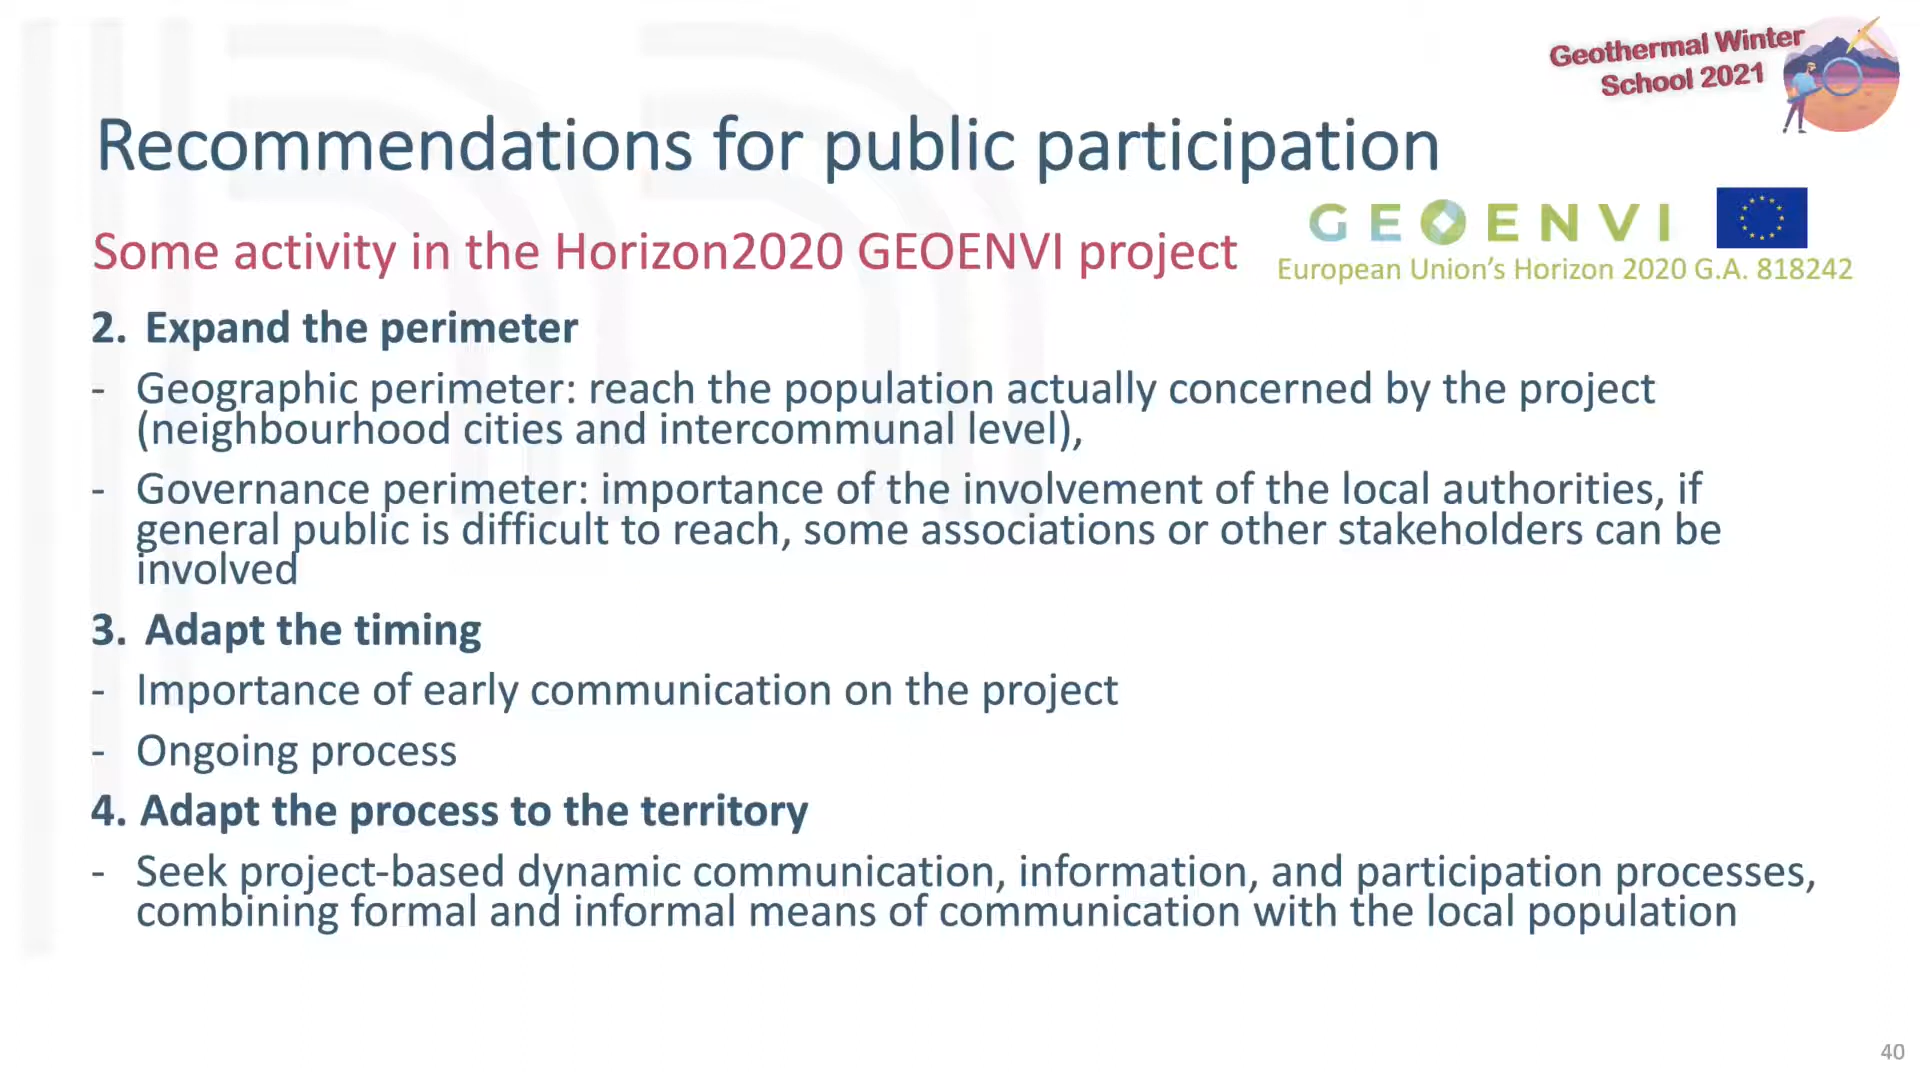 Geothermal Winter
School 2021
Recommendations for public participation
Some activity in the Horizon2020 GEOENVI project
GEOENVI
European Union's Horizon 2020 G.A. 818242
2. Expand the perimeter
- Geographic perimeter: reach the population actually concerned by the project
(neighbourhood cities and intercommunal level),
- Governance perimeter: importance of the involvement of the local authorities, if
general public is difficult to reach, some associations or other stakeholders can be
involved
3. Adapt the timing
- Importance of early communication on the project
- Ongoing process
4. Adapt the process to the territory
- Seek project-based dynamic communication, information, and participation processes,
combining formal and informal means of communication with the local population
40